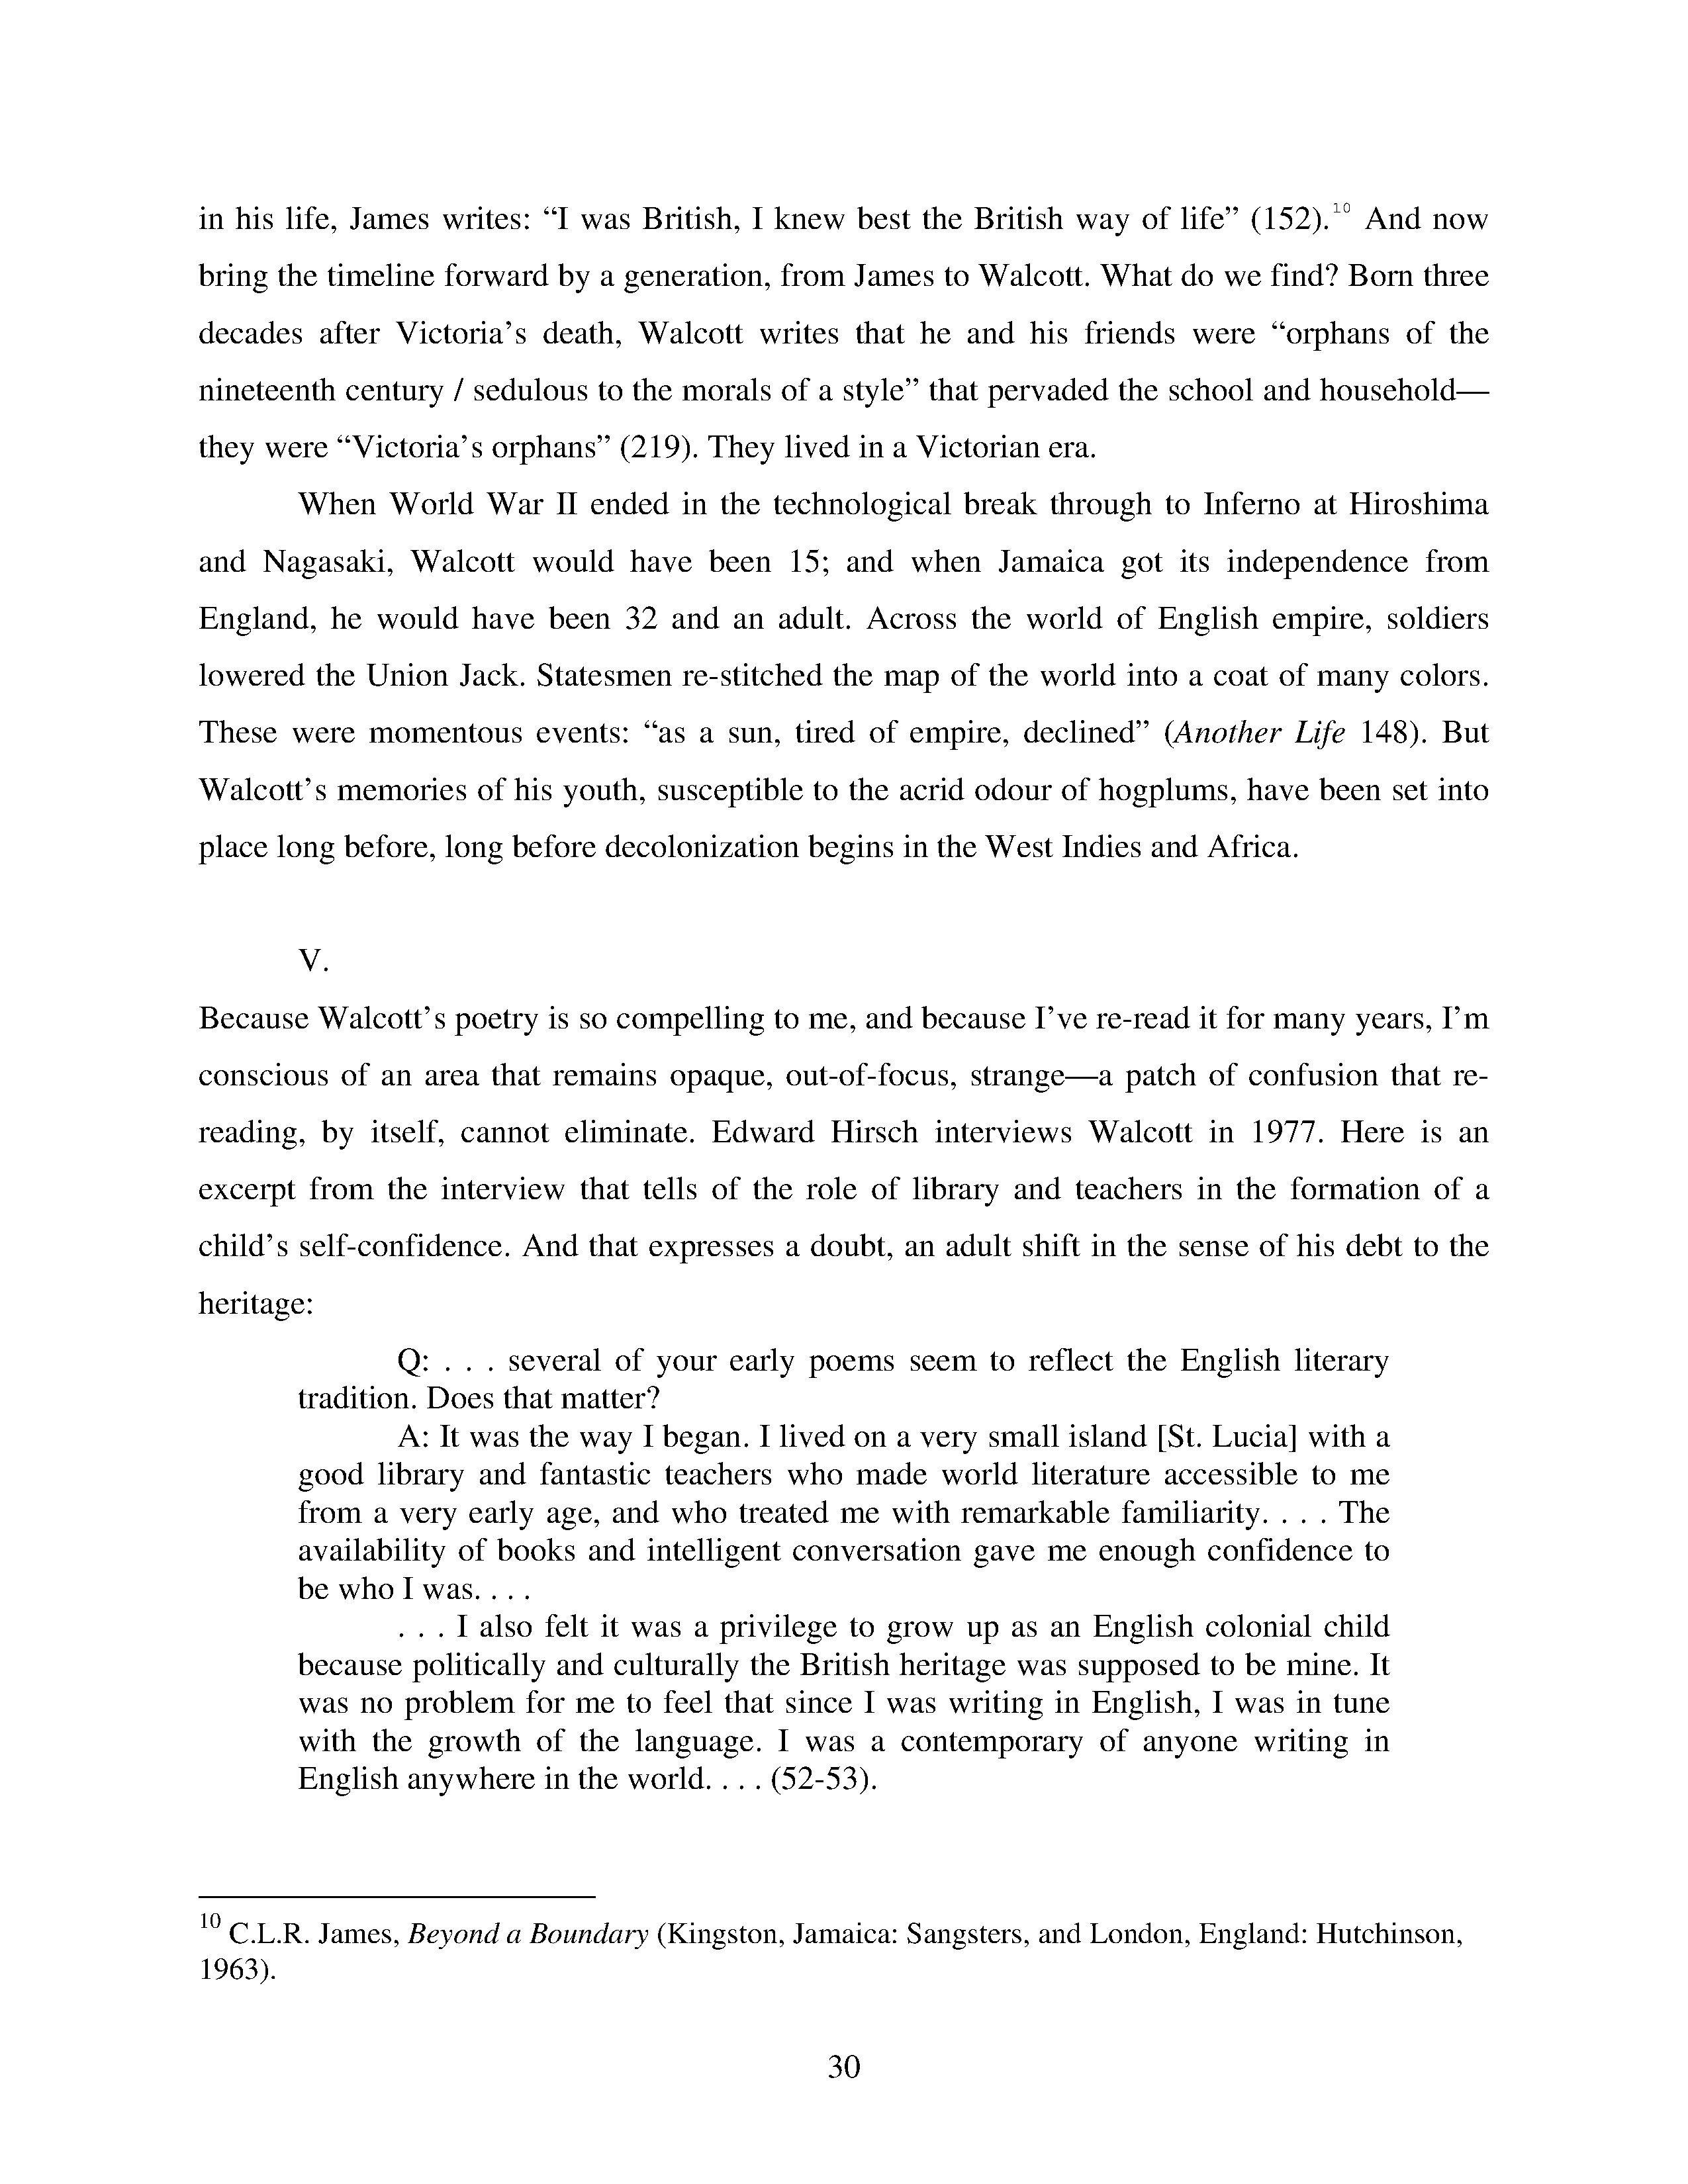 in his life, James writes: “I was British, I knew best the British way of life” (152).10 And now
bring the timeline forward by a generation, from James to Walcott. What do we find? Born three
decades after Victoria’s death, Walcott writes that he and his friends were “orphans of the
nineteenth century / sedulous to the morals of a style” that pervaded the school and household—
they were “Victoria’s orphans” (219). They lived in a Victorian era.
When World War II ended in the technological break through to Inferno at Hiroshima
and Nagasaki, Walcott would have been 15; and when Jamaica got its independence from
England, he would have been 32 and an adult. Across the world of English empire, soldiers
lowered the Union Jack. Statesmen re-stitched the map of the world into a coat of many colors.
These were momentous events: “as a sun, tired of empire, declined” (Another Life 148). But
Walcott’s memories of his youth, susceptible to the acrid odour of hogplums, have been set into
place long before, long before decolonization begins in the West Indies and Africa.
V.
Because Walcott’s poetry is so compelling to me, and because I’ve re-read it for many years, I’m
conscious of an area that remains opaque, out-of-focus, strange—a patch of confusion that re-
reading, by itself, cannot eliminate. Edward Hirsch interviews Walcott in 1977. Here is an
excerpt from the interview that tells of the role of library and teachers in the formation of a
child’s self-confidence. And that expresses a doubt, an adult shift in the sense of his debt to the
heritage:
Q: . . . several of your early poems seem to reflect the English literary
tradition. Does that matter?
A: It was the way I began. I lived on a very small island [St. Lucia] with a
good library and fantastic teachers who made world literature accessible to me
from a very early age, and who treated me with remarkable familiarity. . . . The
availability of books and intelligent conversation gave me enough confidence to
be who I was. . . .
. . . I also felt it was a privilege to grow up as an English colonial child
because politically and culturally the British heritage was supposed to be mine. It
was no problem for me to feel that since I was writing in English, I was in tune
with the growth of the language. I was a contemporary of anyone writing in
English anywhere in the world. . . . (52-53).
10 C.L.R. James, Beyond a Boundary (Kingston, Jamaica: Sangsters, and London, England: Hutchinson,
1963).
30